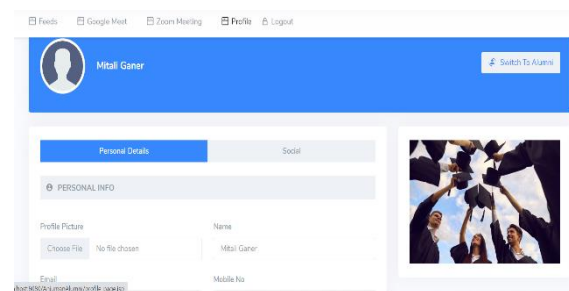 Feeds Google Meet Zoom Meeting Profile Logout
Mitali Ganer
Switch To Alumni
Personal Details Social
PERSONAL INFO
Profile Picture Name
Choose File No file chosen Mitali Ganer
Email Mobile No